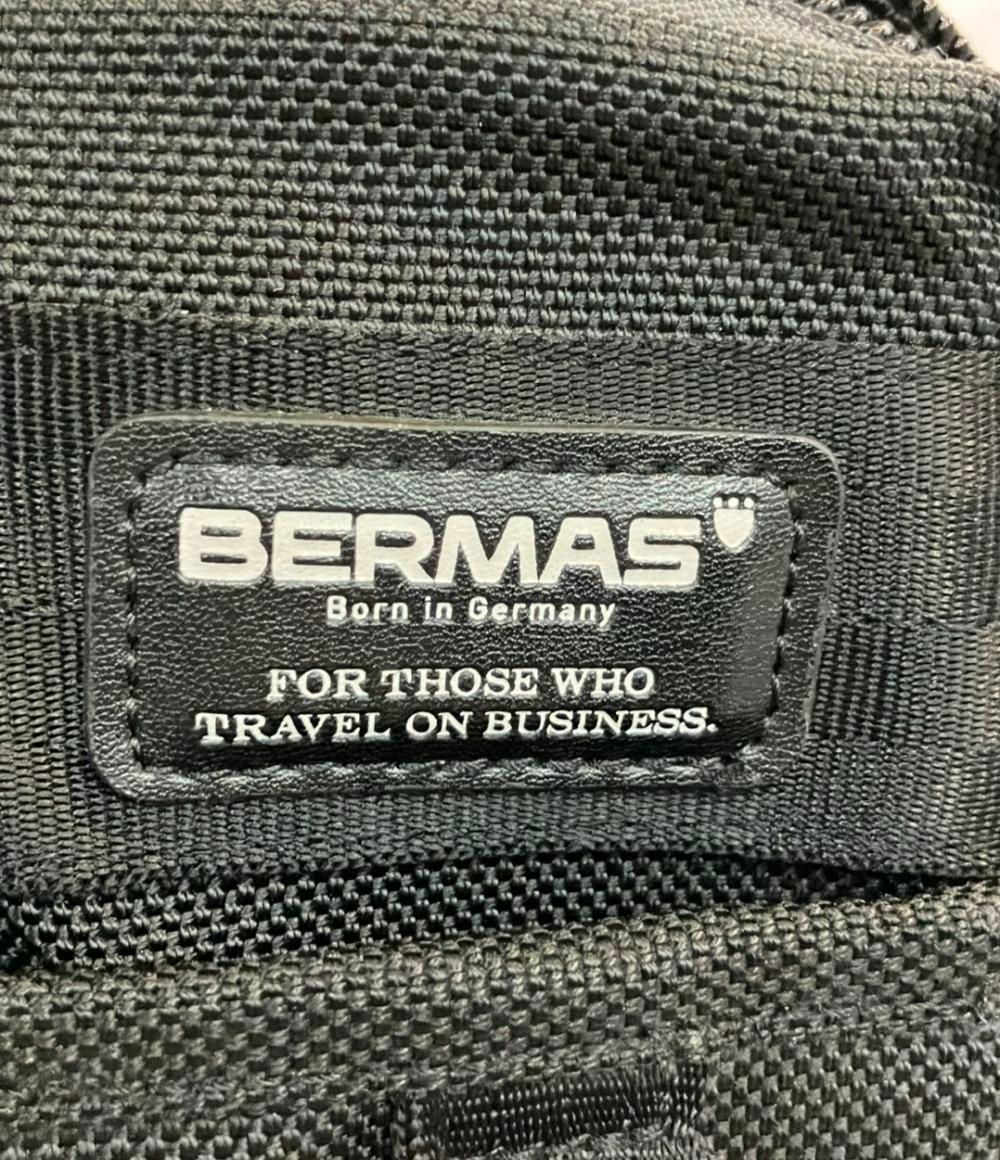 BERMAS
Born in Germany
FOR THOSE WHO
TRAVEL ON BUSINESS.